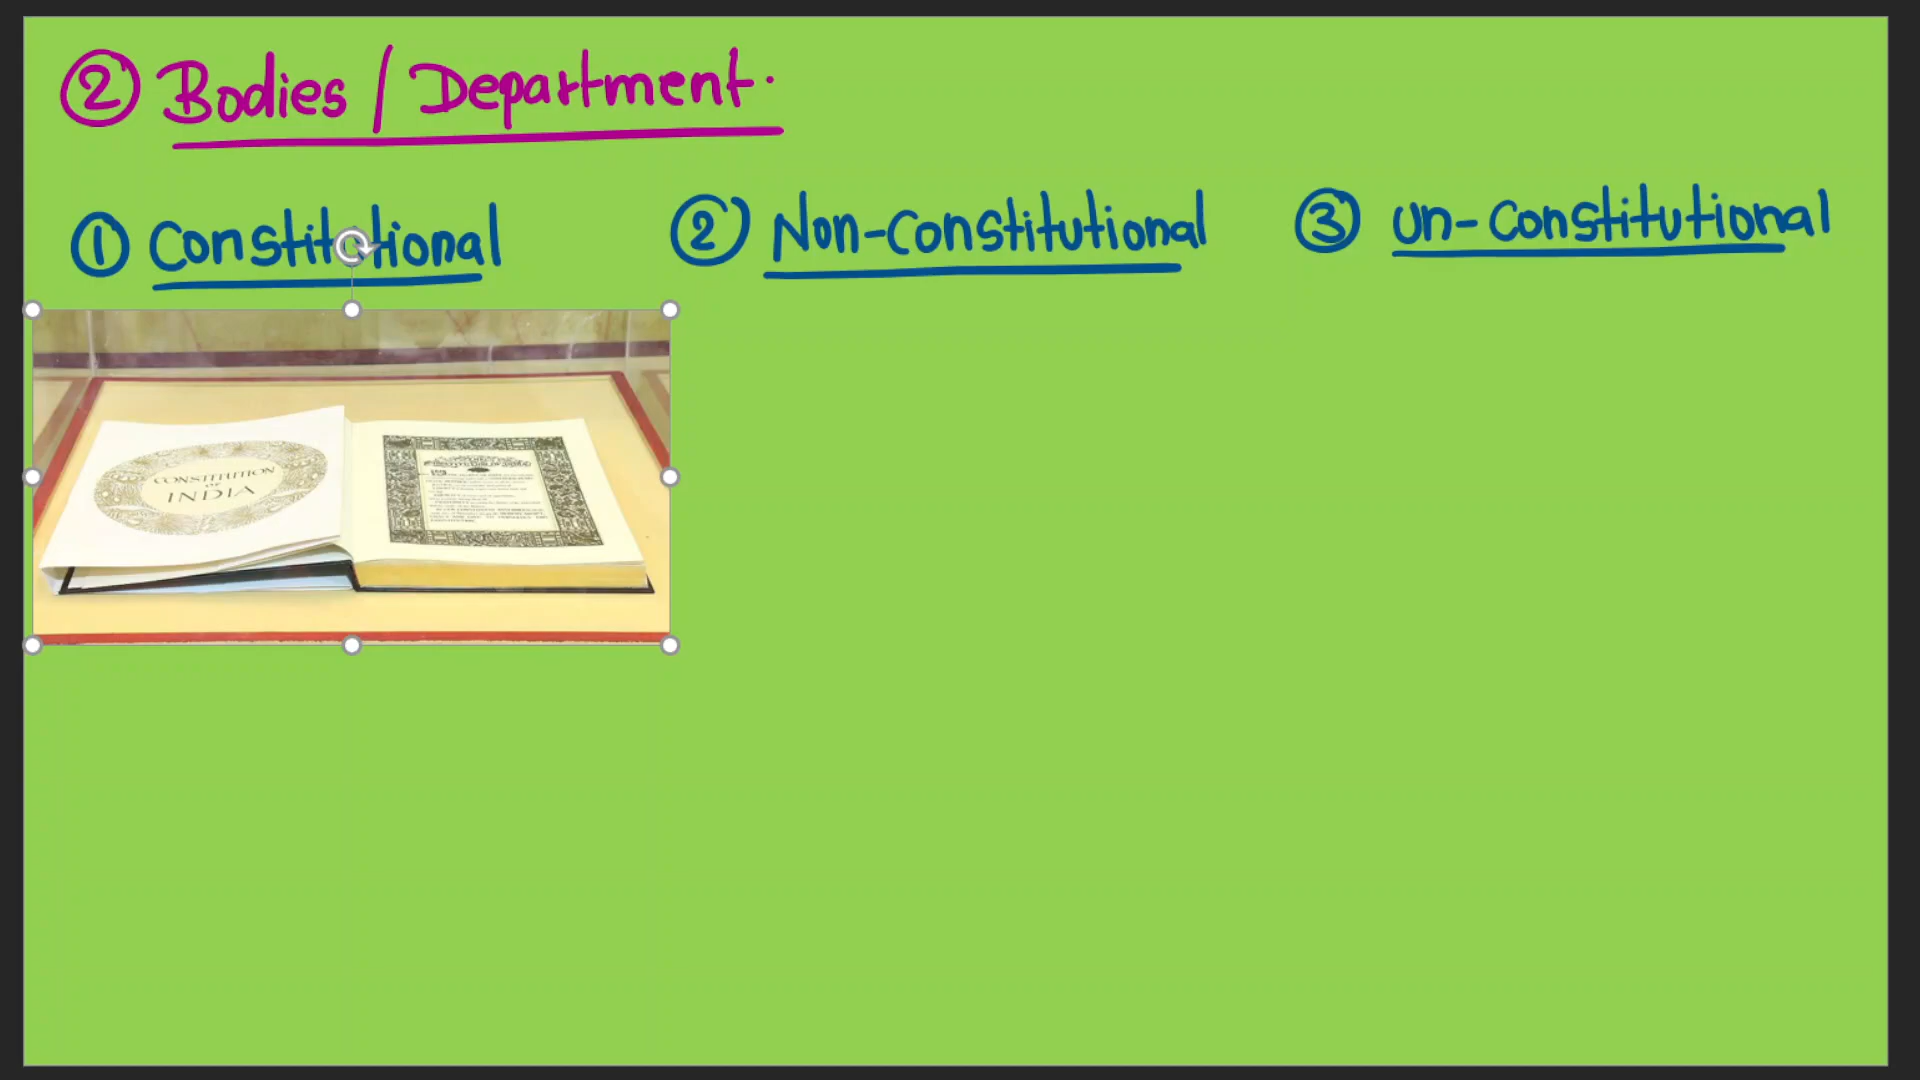 ② Bodies / Department.
① Constitutional
② Non-Constitutional
③ Un-Constitutional
CONSTITUTION
OF
INDIA